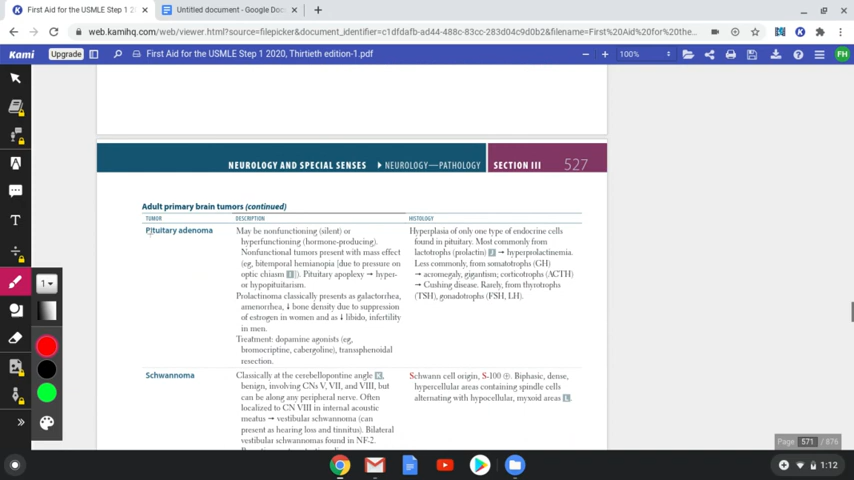 First Aid for the USMLE Step 1 2
Untitled document - Google Doc
web.kamihq.com/web/viewer.html?source=filepicker&document_identifier=c1dfdafb-ad44-488c-83cc-283d04c9d0b2&filename=First%20Aid%20for%20the...
Kami Upgrade First Aid for the USMLE Step 1 2020, Thirtieth edition-1.pdf 100% FH
NEUROLOGY AND SPECIAL SENSES NEUROLOGY—PATHOLOGY SECTION III 527
Adult primary brain tumors (continued)
TUMOR DESCRIPTION HISTOLOGY
Pituitary adenoma
May be nonfunctioning (silent) or
hyperfunctioning (hormone-producing).
Nonfunctional tumors present with mass effect
(eg, bitemporal hemianopia [due to pressure on
optic chiasm I]). Pituitary apoplexy → hyper-
or hypopituitarism.
Prolactinoma classically presents as galactorrhea,
amenorrhea, ↓ bone density due to suppression
of estrogen in women and as ↓ libido, infertility
in men.
Treatment: dopamine agonists (eg,
bromocriptine, cabergoline), transsphenoidal
resection.
Hyperplasia of only one type of endocrine cells
found in pituitary. Most commonly from
lactotrophs (prolactin) J → hyperprolactinemia.
Less commonly, from somatotrophs (GH)
→ acromegaly, gigantism; corticotrophs (ACTH)
→ Cushing disease. Rarely, from thyrotrophs
(TSH), gonadotrophs (FSH, LH).
Schwannoma
Classically at the cerebellopontine angle K,
benign, involving CNs V, VII, and VIII, but
can be along any peripheral nerve. Often
localized to CN VIII in internal acoustic
meatus → vestibular schwannoma (can
present as hearing loss and tinnitus). Bilateral
vestibular schwannomas found in NF-2.
Schwann cell origin, S-100 ⊕. Biphasic, dense,
hypercellular areas containing spindle cells
alternating with hypocellular, myxoid areas L.
T
1
Page 571 / 876
1:12